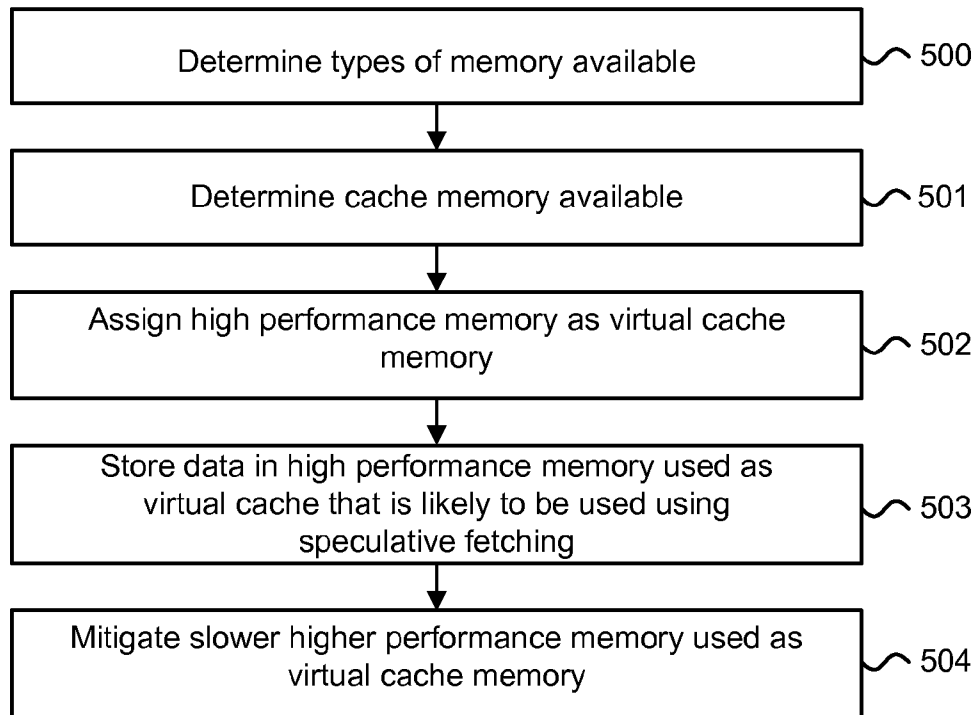 Determine types of memory available
500
Determine cache memory available
501
Assign high performance memory as virtual cache
memory
502
Store data in high performance memory used as
virtual cache that is likely to be used using
speculative fetching
503
Mitigate slower higher performance memory used as
virtual cache memory
504